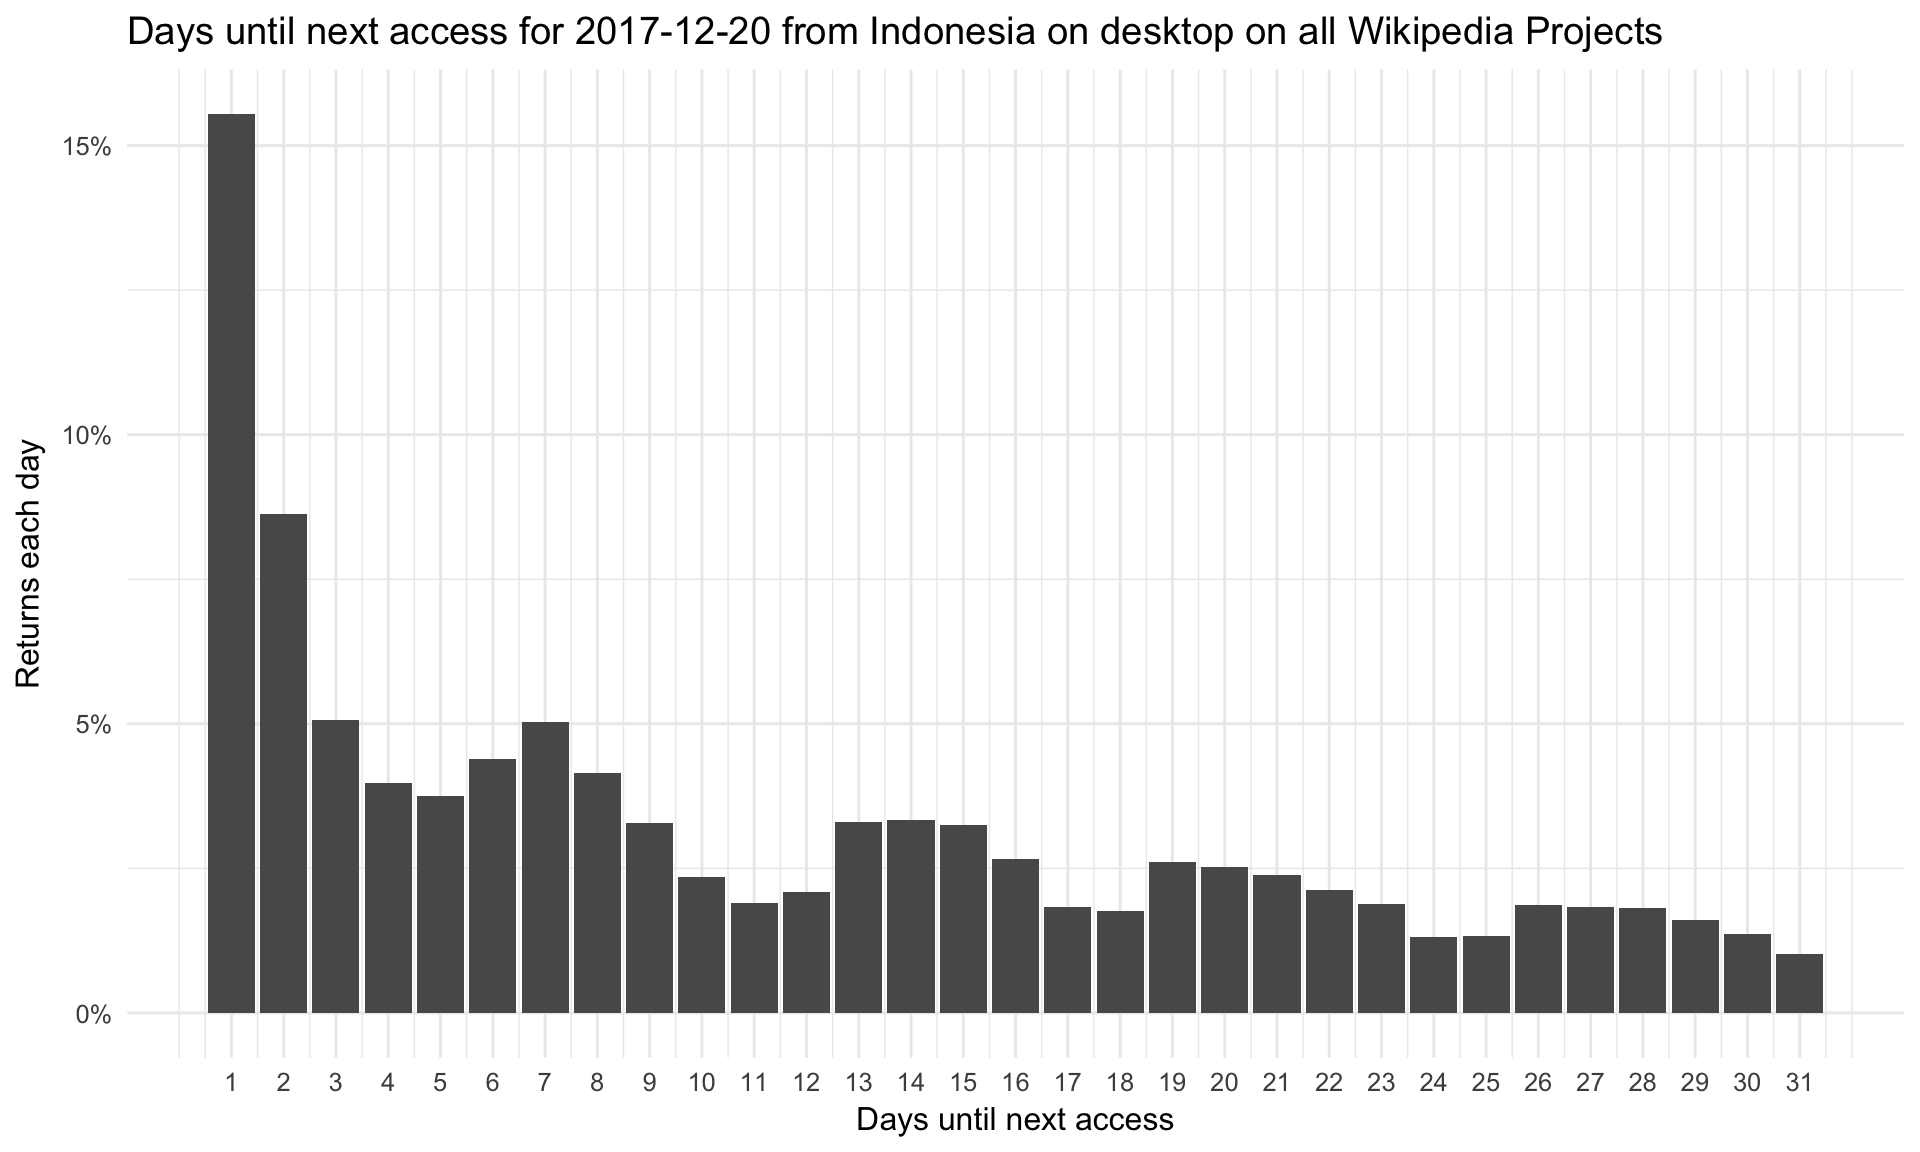 Days until next access for 2017-12-20 from Indonesia on desktop on all Wikipedia Projects
Returns each day
15%
10%
5%
0%
1 2 3 4 5 6 7 8 9 10 11 12 13 14 15 16 17 18 19 20 21 22 23 24 25 26 27 28 29 30 31
Days until next access